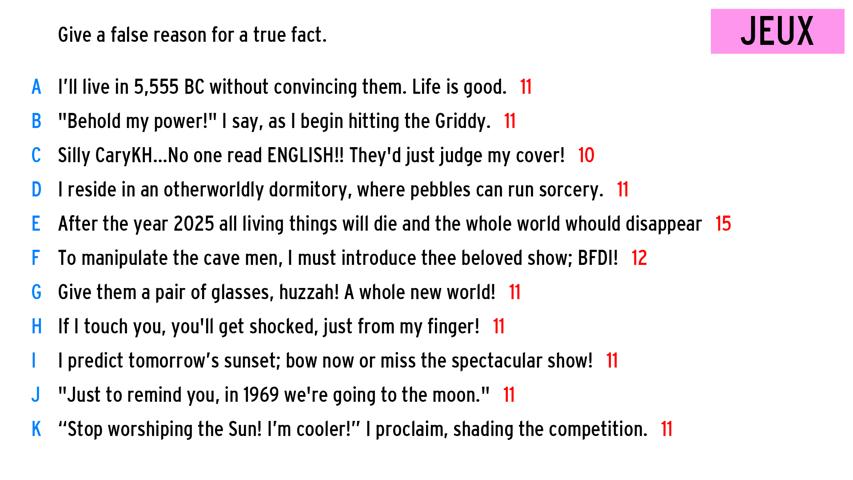 Give a false reason for a true fact.
JEUX
A I'll live in 5,555 BC without convincing them. Life is good. 11
B "Behold my power!" I say, as I begin hitting the Griddy. 11
C Silly CaryKH...No one read ENGLISH!! They'd just judge my cover! 10
D I reside in an otherworldly dormitory, where pebbles can run sorcery. 11
E After the year 2025 all living things will die and the whole world whould disappear 15
F To manipulate the cave men, I must introduce thee beloved show; BFDI! 12
G Give them a pair of glasses, huzzah! A whole new world! 11
H If I touch you, you'll get shocked, just from my finger! 11
I I predict tomorrow's sunset; bow now or miss the spectacular show! 11
J "Just to remind you, in 1969 we're going to the moon." 11
K “Stop worshiping the Sun! I'm cooler!” I proclaim, shading the competition. 11